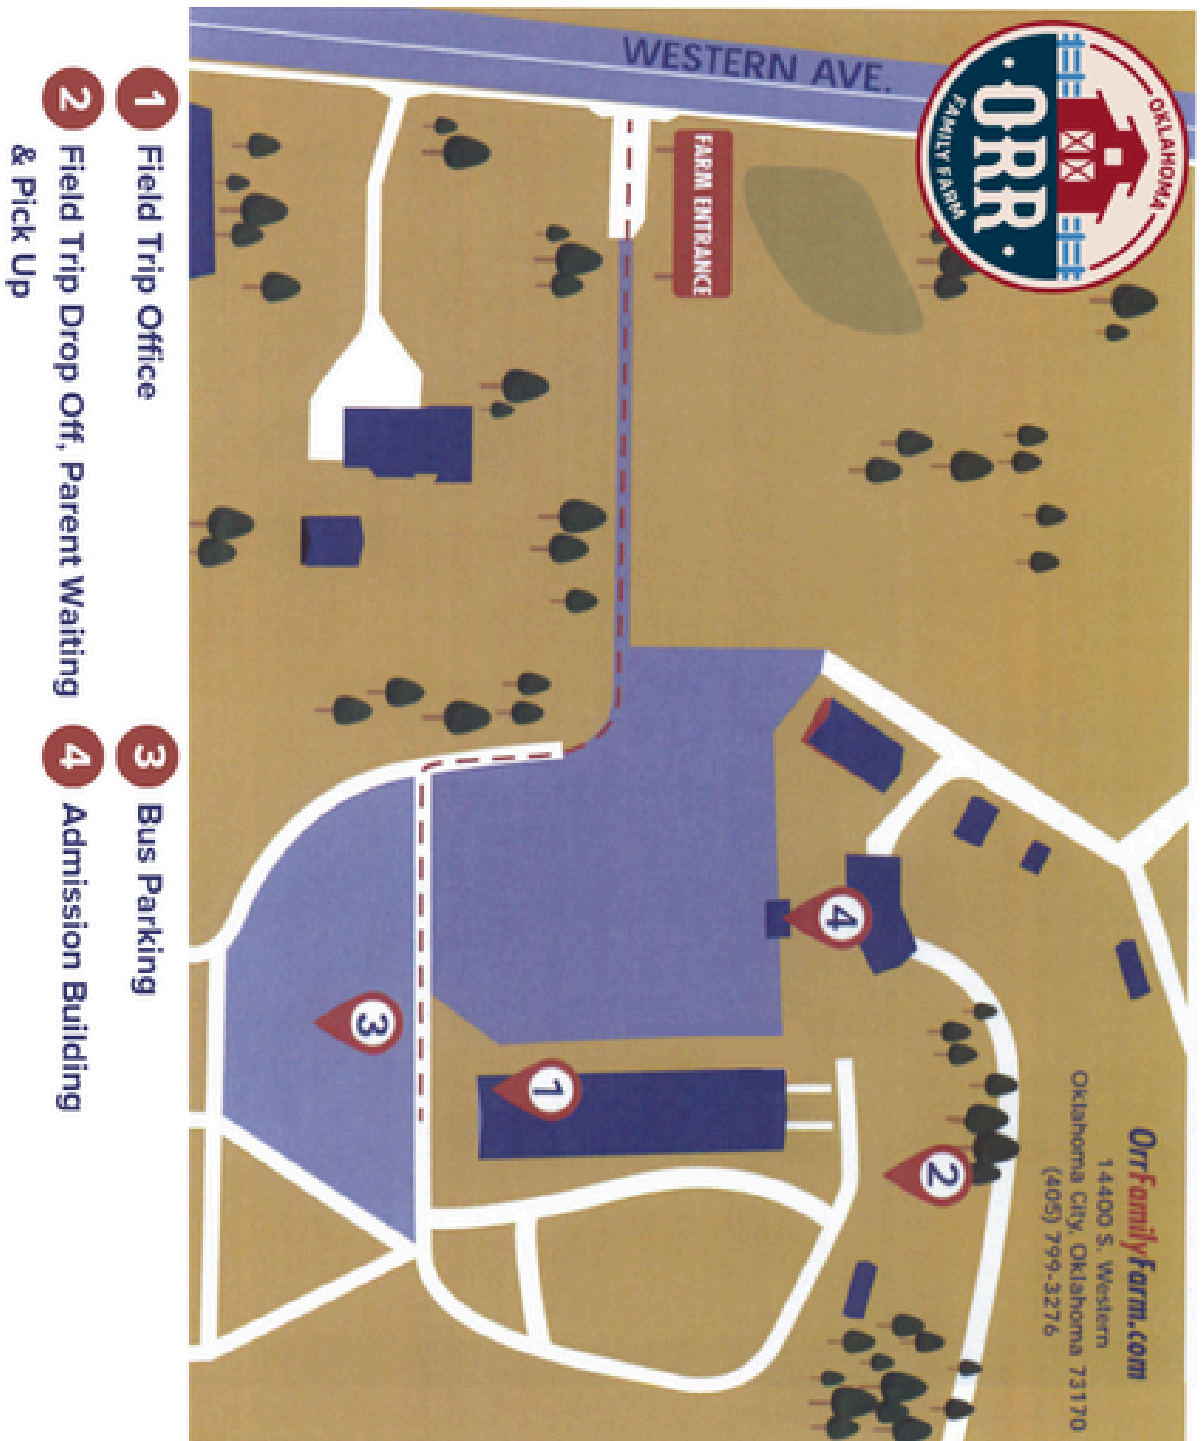 OKLAHOMA
ORR
FAMILY FARM
WESTERN AVE.
FARM ENTRANCE
OrrFamilyFarm.com
14400 S. Western
Oklahoma City, Oklahoma 73170
(405) 799-3276
4
2
1
3
1 Field Trip Office
2 Field Trip Drop Off, Parent Waiting
& Pick Up
3 Bus Parking
4 Admission Building